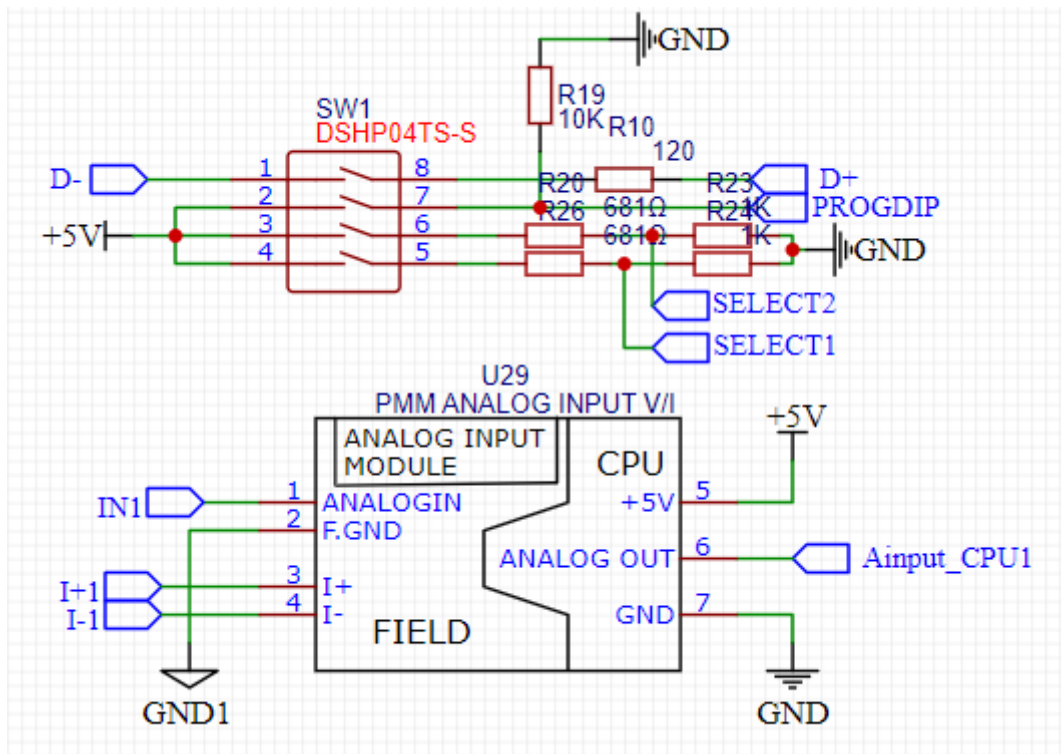 GND
R19
10K
R10
120
SW1
DSHP04TS-S
D-
1
8
R20
R23
D+
2
7
681Ω
1K
PROGDIP
R26
R24
+5V
3
6
681Ω
1K
GND
4
5
SELECT2
SELECT1
U29
PMM ANALOG INPUT V/I
+5V
ANALOG INPUT
MODULE
CPU
IN1
1
ANALOGIN
+5V
5
2
F.GND
ANALOG OUT
6
Ainput_CPU1
I+1
3
I+
I-1
4
I-
GND
7
FIELD
GND1
GND